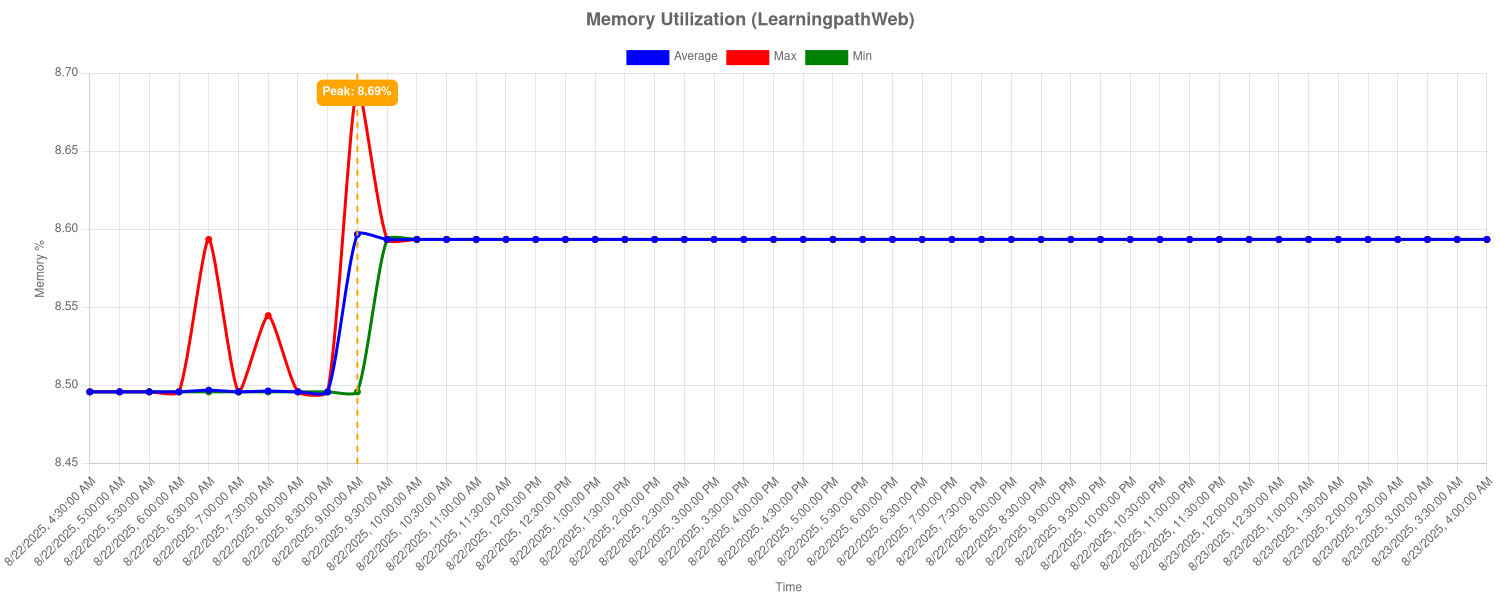 Memory Utilization (LearningpathWeb)
Average Max Min
8.70
Peak: 8.69%
8.65
8.60
Memory %
8.55
8.50
8.45
8/22/2025, 4:30:00 AM
8/22/2025, 5:00:00 AM
8/22/2025, 5:30:00 AM
8/22/2025, 6:00:00 AM
8/22/2025, 6:30:00 AM
8/22/2025, 7:00:00 AM
8/22/2025, 7:30:00 AM
8/22/2025, 8:00:00 AM
8/22/2025, 8:30:00 AM
8/22/2025, 9:00:00 AM
8/22/2025, 9:30:00 AM
8/22/2025, 10:00:00 AM
8/22/2025, 10:30:00 AM
8/22/2025, 11:00:00 AM
8/22/2025, 11:30:00 AM
8/22/2025, 12:00:00 PM
8/22/2025, 12:30:00 PM
8/22/2025, 1:00:00 PM
8/22/2025, 1:30:00 PM
8/22/2025, 2:00:00 PM
8/22/2025, 2:30:00 PM
8/22/2025, 3:00:00 PM
8/22/2025, 3:30:00 PM
8/22/2025, 4:00:00 PM
8/22/2025, 4:30:00 PM
8/22/2025, 5:00:00 PM
8/22/2025, 5:30:00 PM
8/22/2025, 6:00:00 PM
8/22/2025, 6:30:00 PM
8/22/2025, 7:00:00 PM
8/22/2025, 7:30:00 PM
8/22/2025, 8:00:00 PM
8/22/2025, 8:30:00 PM
8/22/2025, 9:00:00 PM
8/22/2025, 9:30:00 PM
8/22/2025, 10:00:00 PM
8/22/2025, 10:30:00 PM
8/22/2025, 11:00:00 PM
8/22/2025, 11:30:00 PM
8/23/2025, 12:00:00 AM
8/23/2025, 12:30:00 AM
8/23/2025, 1:00:00 AM
8/23/2025, 1:30:00 AM
8/23/2025, 2:00:00 AM
8/23/2025, 2:30:00 AM
8/23/2025, 3:00:00 AM
8/23/2025, 3:30:00 AM
8/23/2025, 4:00:00 AM
Time